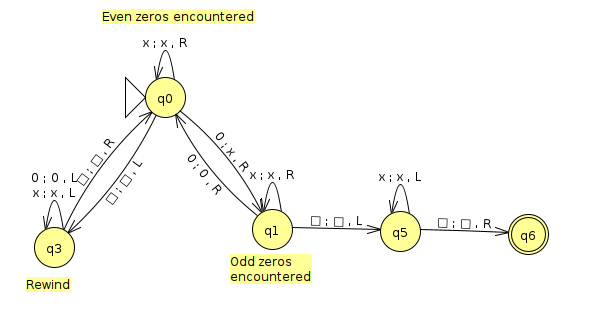 Even zeros encountered
x ; x , R
q0
□ ; □ , R
□ ; □ , L
0 ; x , R
0 ; 0 , R
0 ; 0 , L
x ; x , L
q3
Rewind
x ; x , R
q1
Odd zeros
encountered
□ ; □ , L
x ; x , L
q5
□ ; □ , R
q6